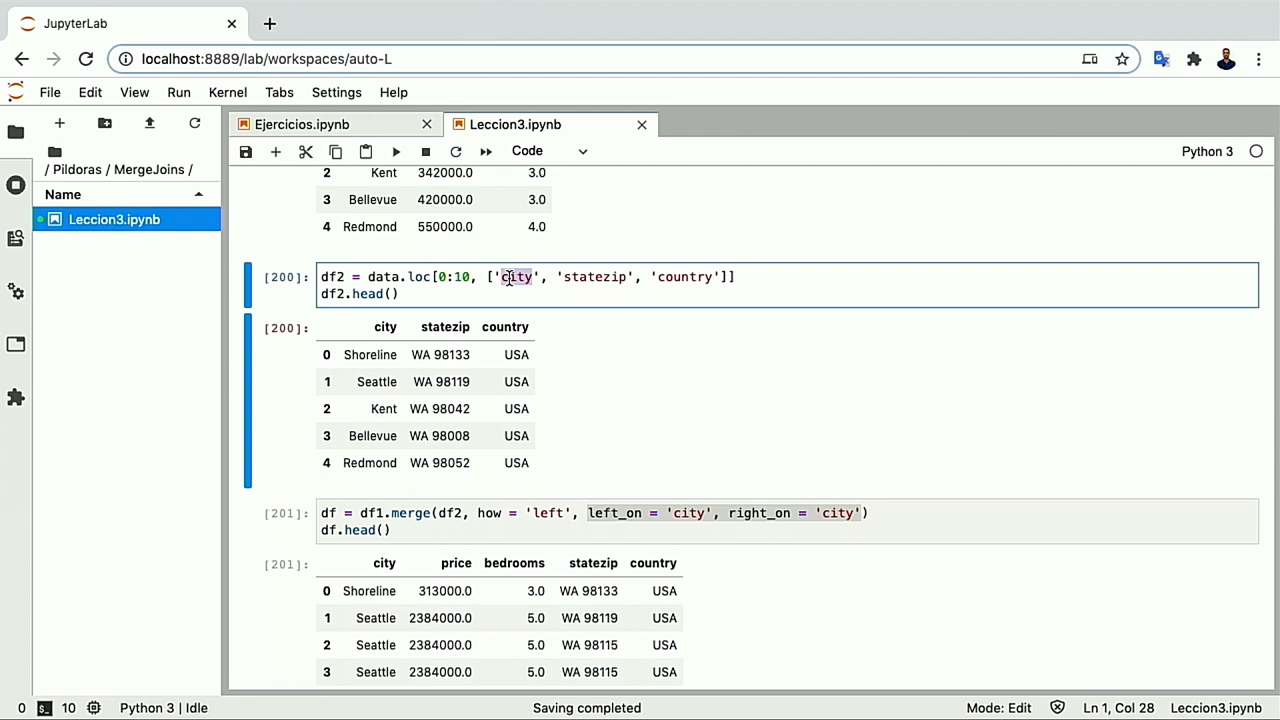 JupyterLab
localhost:8889/lab/workspaces/auto-L
File Edit View Run Kernel Tabs Settings Help
Ejercicios.ipynb
Leccion3.ipynb
Code
Python 3
/ Pildoras / MergeJoins /
Name
Leccion3.ipynb
2 Kent 342000.0 3.0
3 Bellevue 420000.0 3.0
4 Redmond 550000.0 4.0
[200]: df2 = data.loc[0:10, ['city', 'statezip', 'country']]
df2.head()
[200]: city statezip country
0 Shoreline WA 98133 USA
1 Seattle WA 98119 USA
2 Kent WA 98042 USA
3 Bellevue WA 98008 USA
4 Redmond WA 98052 USA
[201]: df = df1.merge(df2, how = 'left', left_on = 'city', right_on = 'city')
df.head()
[201]: city price bedrooms statezip country
0 Shoreline 313000.0 3.0 WA 98133 USA
1 Seattle 2384000.0 5.0 WA 98119 USA
2 Seattle 2384000.0 5.0 WA 98115 USA
3 Seattle 2384000.0 5.0 WA 98115 USA
0 $_ 10 Python 3 | Idle Saving completed Mode: Edit Ln 1, Col 28 Leccion3.ipynb